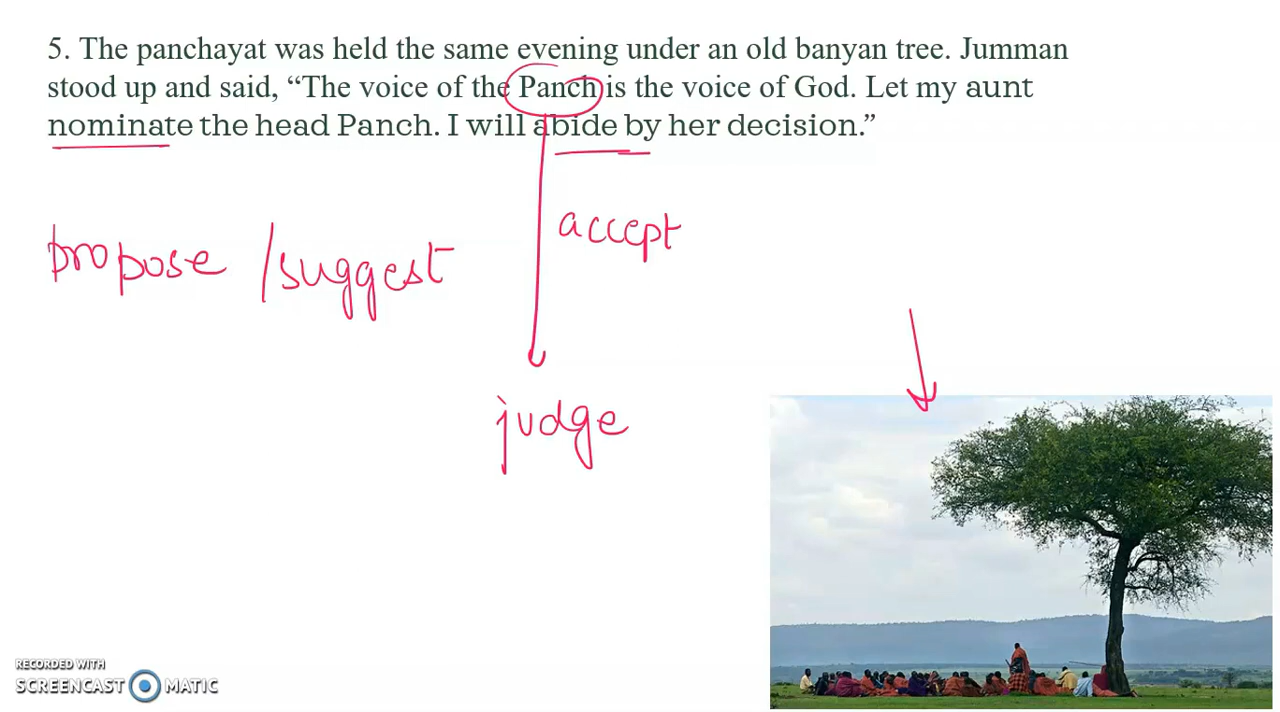 5. The panchayat was held the same evening under an old banyan tree. Jumman
stood up and said, “The voice of the Panch is the voice of God. Let my aunt
nominate the head Panch. I will abide by her decision.”
propose /suggest
accept
judge
RECORDED WITH
SCREENCAST MATIC